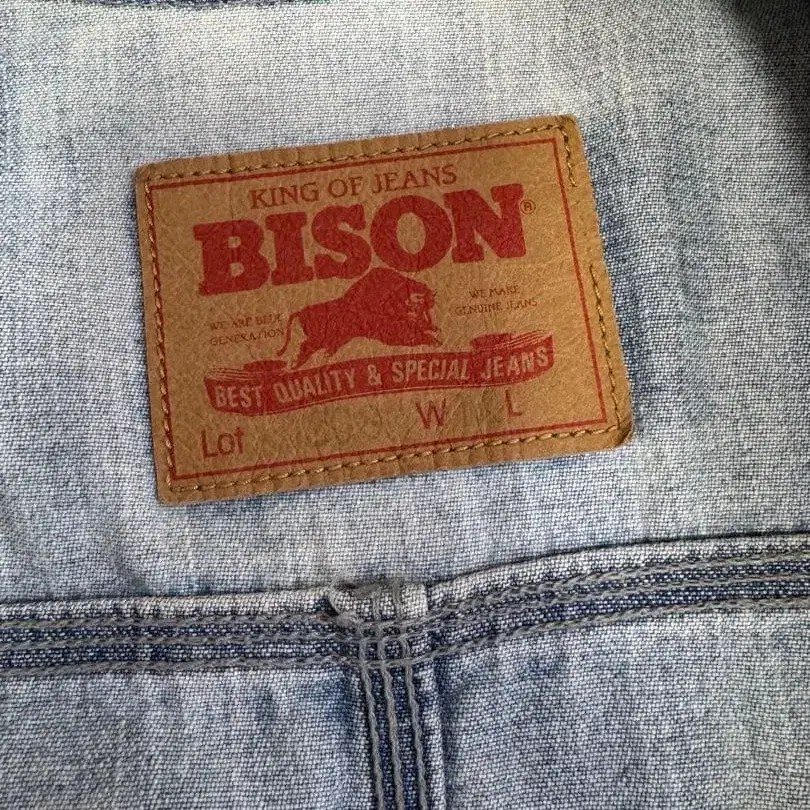 KING OF JEANS
BISON®
WE ARE BLUE
GENERATION
WE MAKE
GENUINE JEANS
BEST QUALITY & SPECIAL JEANS
Lot W L